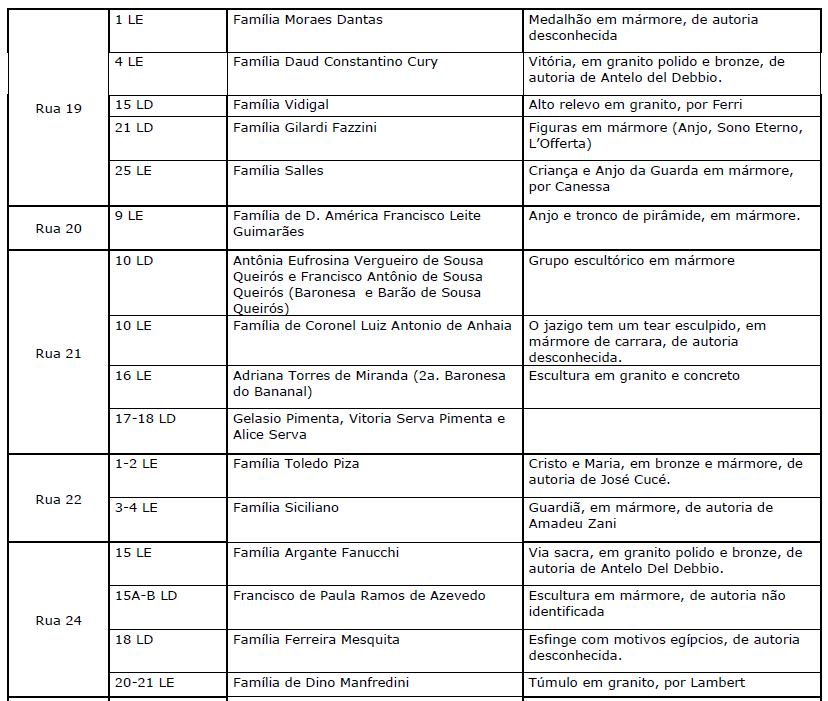 Rua 19
1 LE
Família Moraes Dantas
Medalhão em mármore, de autoria
desconhecida
4 LE
Família Daud Constantino Cury
Vitória, em granito polido e bronze, de
autoria de Antelo del Debbio.
15 LD
Família Vidigal
Alto relevo em granito, por Ferri
21 LD
Família Gilardi Fazzini
Figuras em mármore (Anjo, Sono Eterno,
L’Offerta)
25 LE
Família Salles
Criança e Anjo da Guarda em mármore,
por Canessa
Rua 20
9 LE
Família de D. América Francisco Leite
Guimarães
Anjo e tronco de pirâmide, em mármore.
Rua 21
10 LD
Antônia Eufrosina Vergueiro de Sousa
Queirós e Francisco Antônio de Sousa
Queirós (Baronesa  e Barão de Sousa
Queirós)
Grupo escultórico em mármore
10 LE
Família de Coronel Luiz Antonio de Anhaia
O jazigo tem um tear esculpido, em
mármore de carrara, de autoria
desconhecida.
16 LE
Adriana Torres de Miranda (2a. Baronesa
do Bananal)
Escultura em granito e concreto
17-18 LD
Gelasio Pimenta, Vitoria Serva Pimenta e
Alice Serva
Rua 22
1-2 LE
Família Toledo Piza
Cristo e Maria, em bronze e mármore, de
autoria de José Cucé.
3-4 LE
Família Siciliano
Guardiã, em mármore, de autoria de
Amadeu Zani
Rua 24
15 LE
Família Argante Fanucchi
Via sacra, em granito polido e bronze, de
autoria de Antelo Del Debbio.
15A-B LD
Francisco de Paula Ramos de Azevedo
Escultura em mármore, de autoria não
identificada
18 LD
Família Ferreira Mesquita
Esfinge com motivos egípcios, de autoria
desconhecida.
20-21 LE
Família de Dino Manfredini
Túmulo em granito, por Lambert